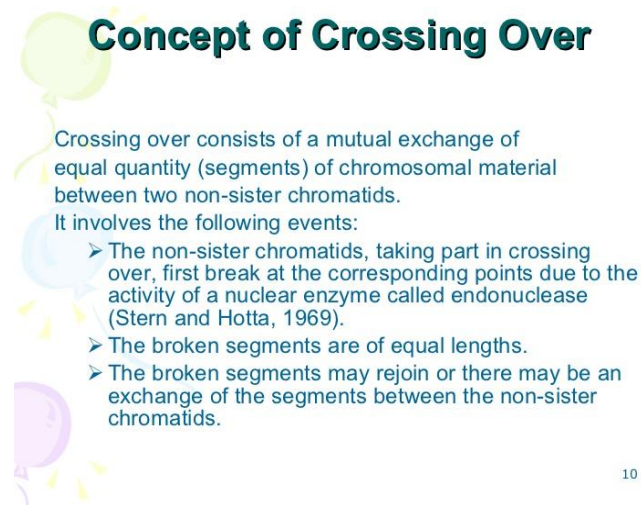 Concept of Crossing Over
Crossing over consists of a mutual exchange of
equal quantity (segments) of chromosomal material
between two non-sister chromatids.
It involves the following events:
➢ The non-sister chromatids, taking part in crossing
over, first break at the corresponding points due to the
activity of a nuclear enzyme called endonuclease
(Stern and Hotta, 1969).
➢ The broken segments are of equal lengths.
➢ The broken segments may rejoin or there may be an
exchange of the segments between the non-sister
chromatids.
10